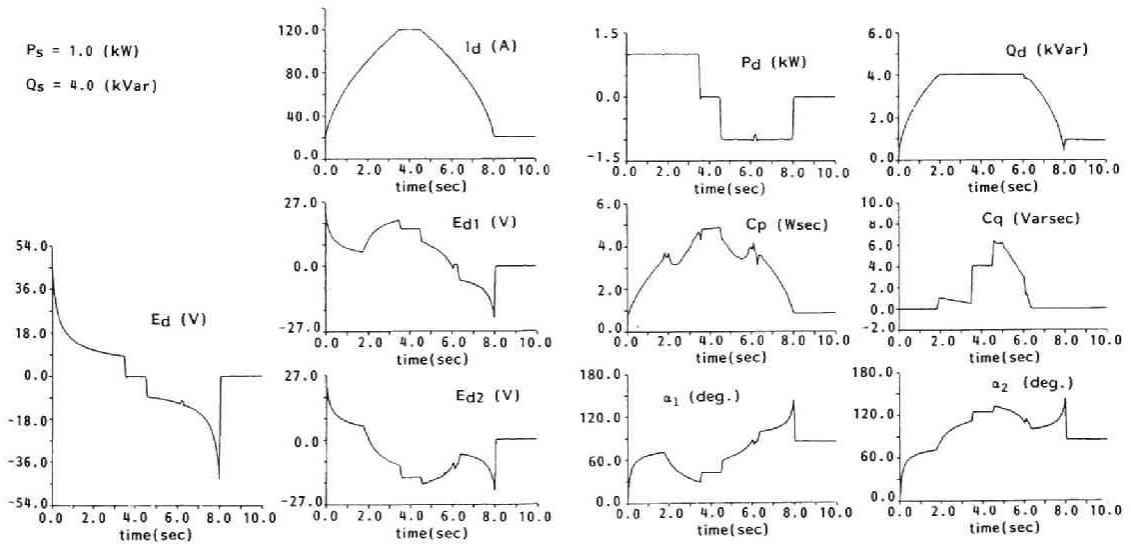 Ps = 1.0 (kW)
Qs = 4.0 (kVar)
Id (A)
120.0
80.0
40.0
0.0
0.0 2.0 4.0 6.0 8.0 10.0
time(sec)
Pd (kW)
1.5
0.0
-1.5
0.0 2.0 4.0 6.0 8.0 10.0
time(sec)
Qd (kVar)
6.0
4.0
2.0
0.0
0.0 2.0 4.0 6.0 8.0 10.0
time(sec)
Ed (V)
54.0
36.0
18.0
0.0
-18.0
-36.0
-54.0
0.0 2.0 4.0 6.0 8.0 10.0
time(sec)
Ed1 (V)
27.0
0.0
-27.0
0.0 2.0 4.0 6.0 8.0 10.0
time(sec)
Cp (Wsec)
6.0
4.0
2.0
0.0
0.0 2.0 4.0 6.0 8.0 10.0
time(sec)
Cq (Varsec)
10.0
8.0
6.0
4.0
2.0
0.0
-2.0
0.0 2.0 4.0 6.0 8.0 10.0
time(sec)
Ed2 (V)
27.0
0.0
-27.0
0.0 2.0 4.0 6.0 8.0 10.0
time(sec)
α1 (deg.)
180.0
120.0
60.0
0.0
0.0 2.0 4.0 6.0 8.0 10.0
time(sec)
α2 (deg.)
180.0
120.0
60.0
0.0
0.0 2.0 4.0 6.0 8.0 10.0
time(sec)